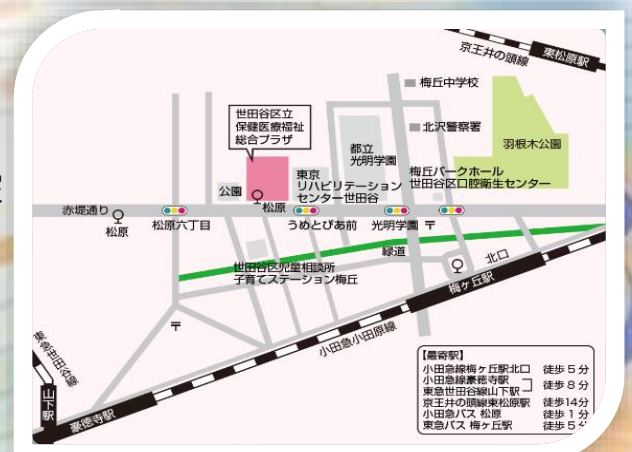 京王井の頭線
東松原駅
梅丘中学校
世田谷区立
保健医療福祉
総合プラザ
北沢警察署
羽根木公園
都立
光明学園
東京
リハビリテーション
センター世田谷
梅丘パークホール
世田谷区口腔衛生センター
公園
松原
赤堤通り
松原
松原六丁目
うめとぴあ前
光明学園
〒
緑道
北口
世田谷区児童相談所
子育てステーション梅丘
梅ヶ丘駅
〒
小田急小田原線
東急世田谷線
山下駅
豪徳寺駅
【最寄駅】
小田急線梅ヶ丘駅北口 徒歩5分
小田急線豪徳寺駅
東急世田谷線山下駅 徒歩8分
京王井の頭線東松原駅 徒歩14分
小田急バス 松原 徒歩1分
東急バス 梅ヶ丘駅 徒歩5分